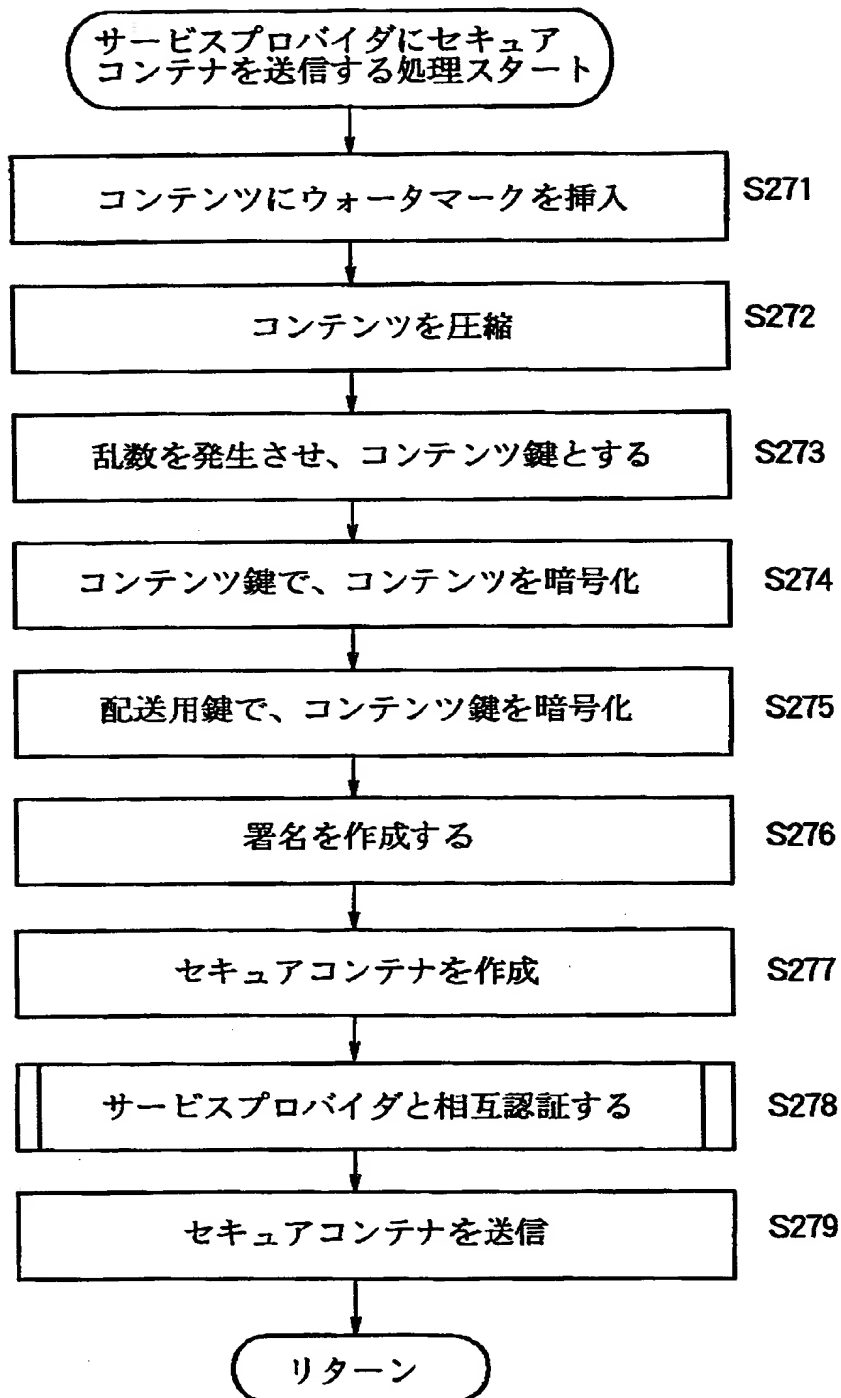 サービスプロバイダにセキュア
コンテナを送信する処理スタート
コンテンツにウォータマークを挿入
S271
コンテンツを圧縮
S272
乱数を発生させ、コンテンツ鍵とする
S273
コンテンツ鍵で、コンテンツを暗号化
S274
配送用鍵で、コンテンツ鍵を暗号化
S275
署名を作成する
S276
セキュアコンテナを作成
S277
サービスプロバイダと相互認証する
S278
セキュアコンテナを送信
S279
リターン